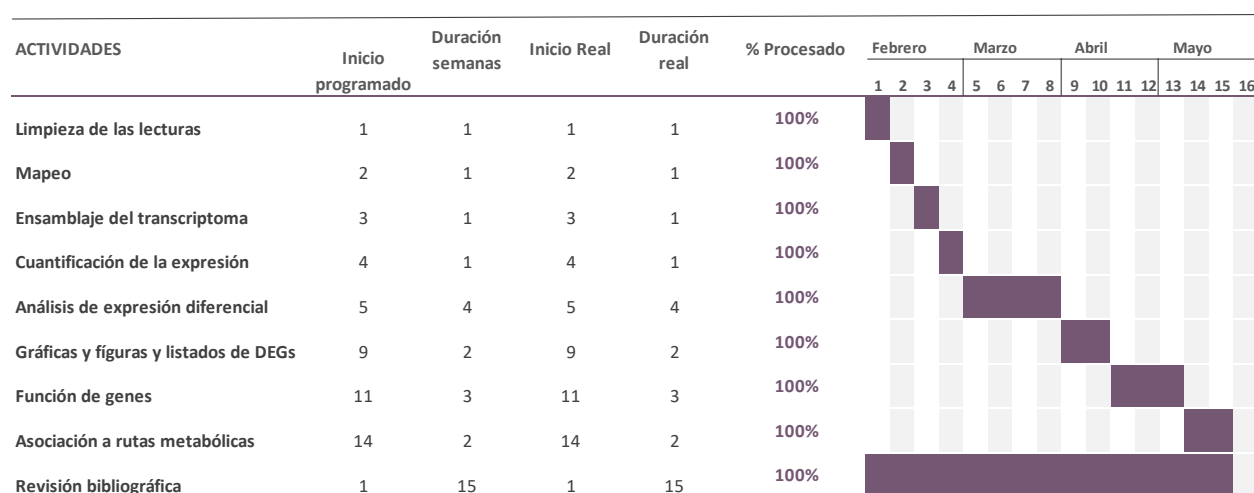 ACTIVIDADES Inicio programado Duración semanas Inicio Real Duración real % Procesado Febrero Marzo Abril Mayo
1 2 3 4 5 6 7 8 9 10 11 12 13 14 15 16
Limpieza de las lecturas 1 1 1 1 100%
Mapeo 2 1 2 1 100%
Ensamblaje del transcriptoma 3 1 3 1 100%
Cuantificación de la expresión 4 1 4 1 100%
Análisis de expresión diferencial 5 4 5 4 100%
Gráficas y fíguras y listados de DEGs 9 2 9 2 100%
Función de genes 11 3 11 3 100%
Asociación a rutas metabólicas 14 2 14 2 100%
Revisión bibliográfica 1 15 1 15 100%